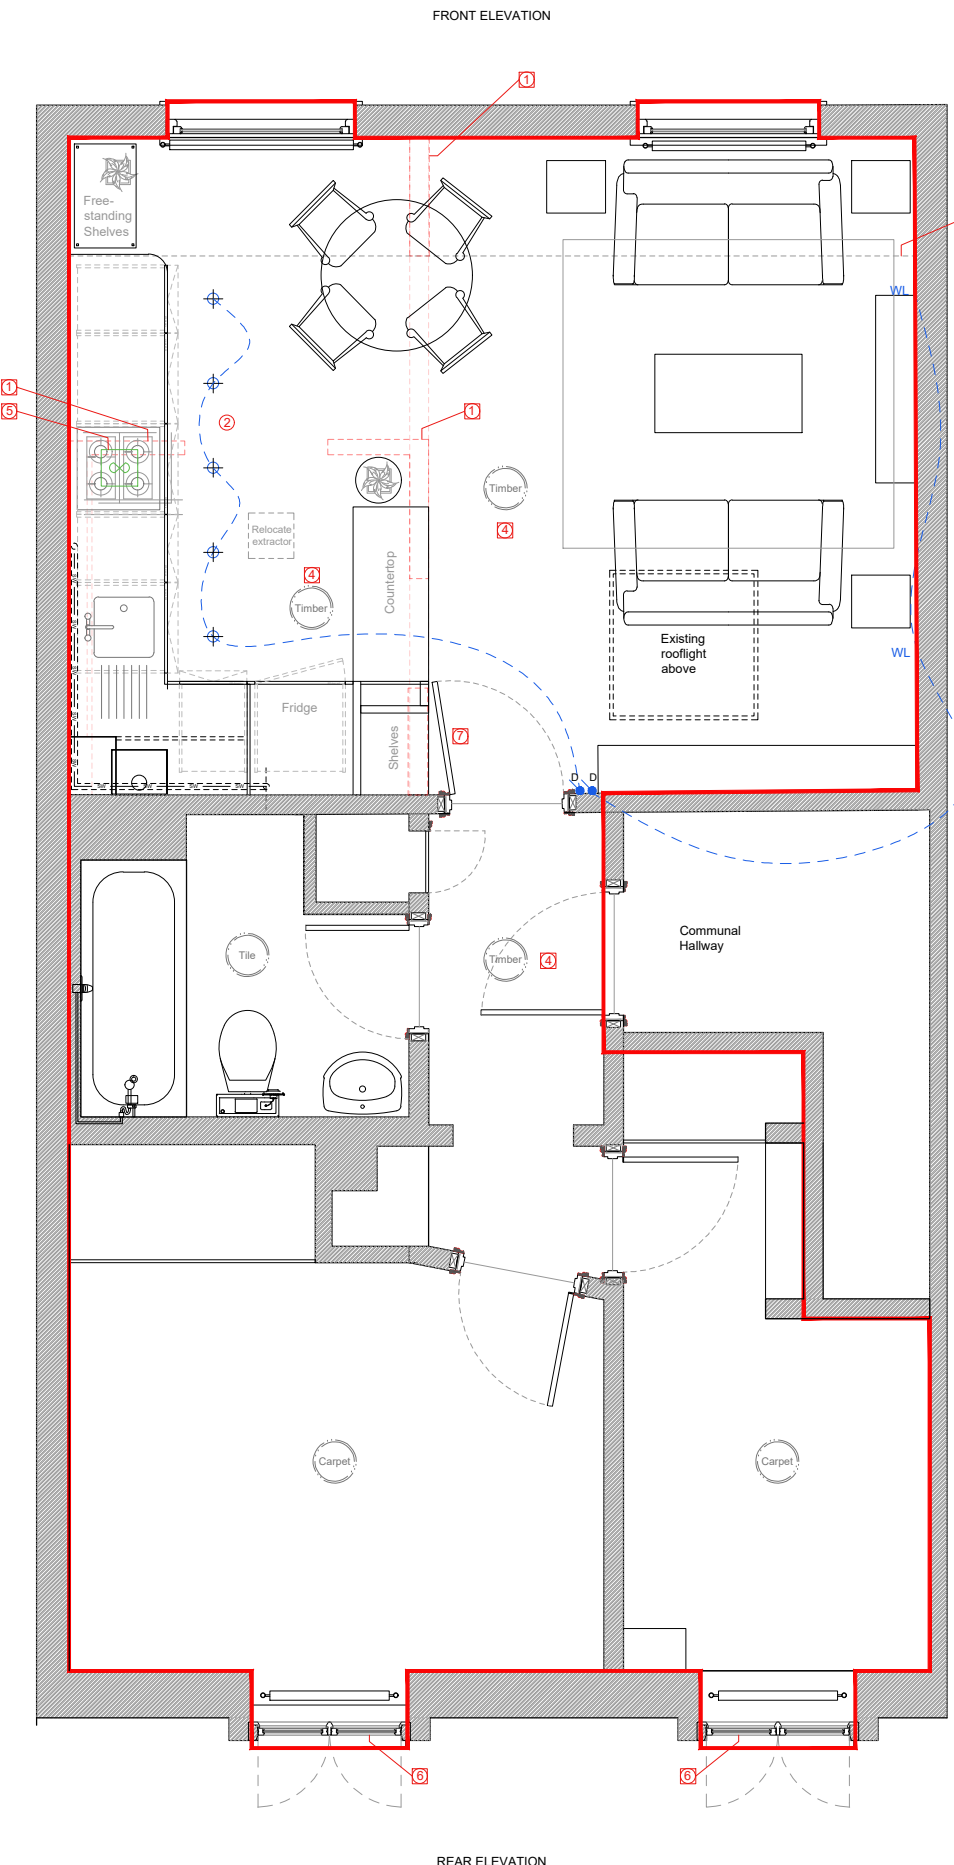 FRONT ELEVATION
1
Free-
standing
Shelves
WL
1
5
2
1
Timber
4
Relocate
extractor
4
Timber
Countertop
Existing
rooflight
above
WL
Fridge
Shelves
7
D D
Communal
Hallway
Tile
Timber
4
Carpet
Carpet
6
6
REAR ELEVATION